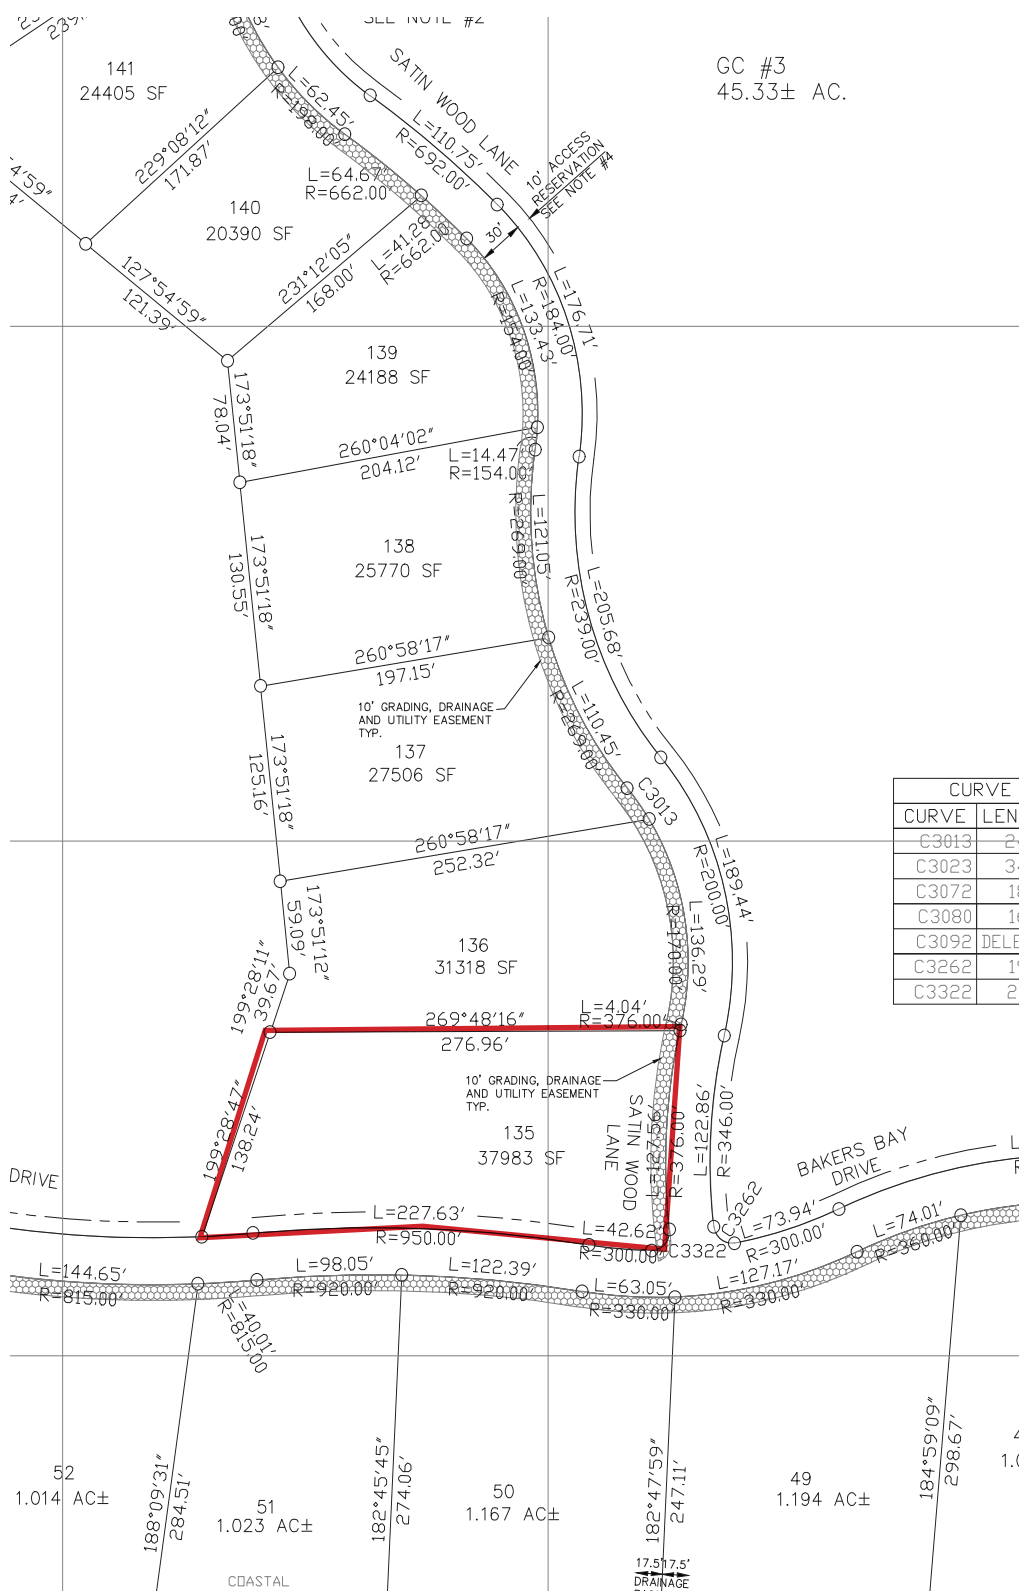 SEE NOTE #2
141
24405 SF
SATIN WOOD LANE
GC #3
45.33± AC.
L=62.45'
R=198.00'
L=110.75'
R=692.00'
229°08'12"
171.87'
10' ACCESS
RESERVATION
SEE NOTE #4
L=64.67'
R=662.00'
140
20390 SF
30'
L=41.28'
127°54'59"
121.39'
231°12'05"
168.00'
L=176.71'
R=184.00'
L=133.43'
R=154.00'
139
24188 SF
173°51'18"
78.04'
260°04'02"
204.12'
L=14.47'
R=154.00'
L=121.05'
R=269.00'
138
25770 SF
173°51'18"
130.55'
L=205.68'
R=239.00'
260°58'17"
197.15'
10' GRADING, DRAINAGE
AND UTILITY EASEMENT
TYP.
L=110.45'
R=269.00'
137
27506 SF
173°51'18"
125.16'
C3013
260°58'17"
252.32'
L=189.44'
R=200.00'
CURVE
CURVE
C3013
C3023
C3072
C3080
C3092
C3262
C3322
173°51'12"
59.09'
L=136.29'
R=170.00'
136
31318 SF
199°28'11"
39.67'
L=4.04'
R=376.00'
269°48'16"
276.96'
10' GRADING, DRAINAGE
AND UTILITY EASEMENT
TYP.
199°28'47"
138.24'
135
37983 SF
SATIN WOOD
LANE
R=376.00'
L=122.86'
R=346.00'
BAKERS BAY
DRIVE
DRIVE
L=227.63'
R=950.00'
L=42.62'
R=300.00'
C3322
C3262
L=73.94'
R=300.00'
L=74.01'
R=360.00'
L=144.65'
R=815.00'
L=40.01'
R=815.00
L=98.05'
R=920.00'
L=122.39'
R=920.00'
L=63.05'
R=330.00'
L=127.17'
R=330.00'
52
1.014 AC±
188°09'31"
284.51'
51
1.023 AC±
182°45'45"
274.06'
50
1.167 AC±
182°47'59"
247.11'
49
1.194 AC±
184°59'09"
298.67'
17.5' 17.5'
DRAINAGE
COASTAL